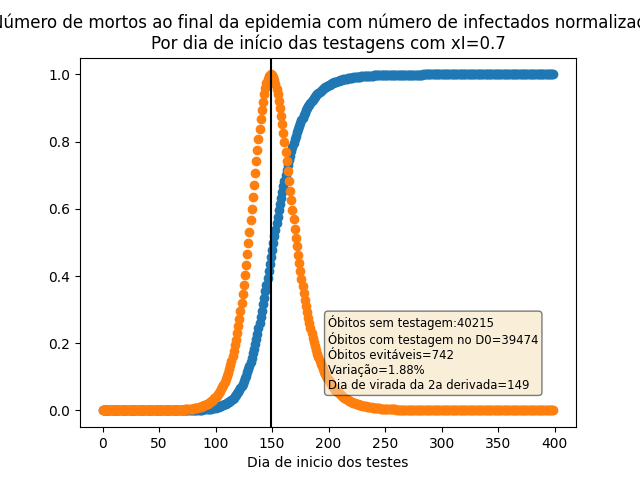 Número de mortos ao final da epidemia com número de infectados normalizad
Por dia de início das testagens com xI=0.7
1.0
0.8
0.6
0.4
0.2
0.0
Óbitos sem testagem:40215
Óbitos com testagem no D0=39474
Óbitos evitáveis=742
Variação=1.88%
Dia de virada da 2a derivada=149
0 50 100 150 200 250 300 350 400
Dia de inicio dos testes